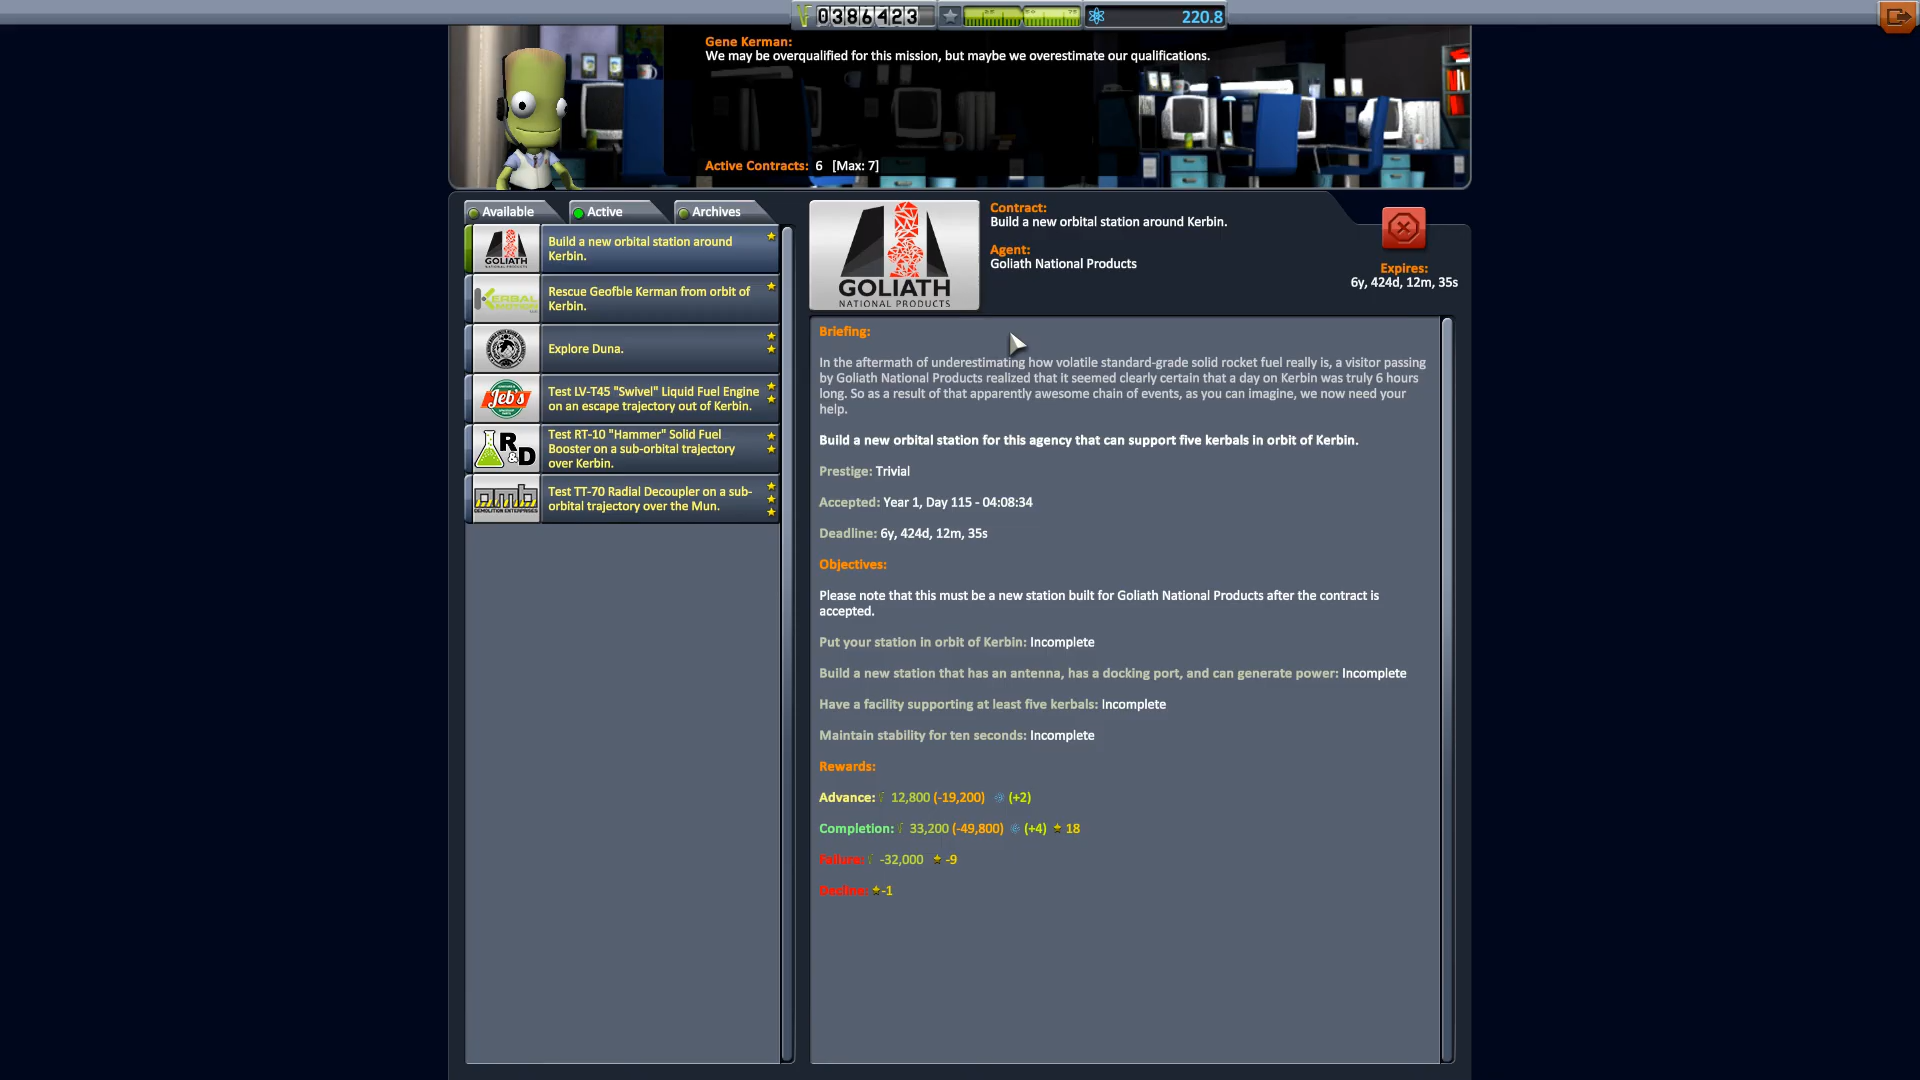 0386423
25 50 75
220.8
Gene Kerman:
We may be overqualified for this mission, but maybe we overestimate our qualifications.
Active Contracts: 6 [Max: 7]
Available
Active
Archives
GOLIATH
NATIONAL PRODUCTS
Build a new orbital station around
Kerbin.
Rescue Geofble Kerman from orbit of
Kerbin.
Explore Duna.
Jeb's
Test LV-T45 "Swivel" Liquid Fuel Engine
on an escape trajectory out of Kerbin.
R&D
Test RT-10 "Hammer" Solid Fuel
Booster on a sub-orbital trajectory
over Kerbin.
DEMOLITION ENTERPRISES
Test TT-70 Radial Decoupler on a sub-
orbital trajectory over the Mun.
GOLIATH
NATIONAL PRODUCTS
Contract:
Build a new orbital station around Kerbin.
Agent:
Goliath National Products
Expires:
6y, 424d, 12m, 35s
Briefing:
In the aftermath of underestimating how volatile standard-grade solid rocket fuel really is, a visitor passing
by Goliath National Products realized that it seemed clearly certain that a day on Kerbin was truly 6 hours
long. So as a result of that apparently awesome chain of events, as you can imagine, we now need your
help.
Build a new orbital station for this agency that can support five kerbals in orbit of Kerbin.
Prestige: Trivial
Accepted: Year 1, Day 115 - 04:08:34
Deadline: 6y, 424d, 12m, 35s
Objectives:
Please note that this must be a new station built for Goliath National Products after the contract is
accepted.
Put your station in orbit of Kerbin: Incomplete
Build a new station that has an antenna, has a docking port, and can generate power: Incomplete
Have a facility supporting at least five kerbals: Incomplete
Maintain stability for ten seconds: Incomplete
Rewards:
Advance: 12,800 (-19,200) (+2)
Completion: 33,200 (-49,800) (+4) 18
Failure: -32,000 -9
Decline: -1